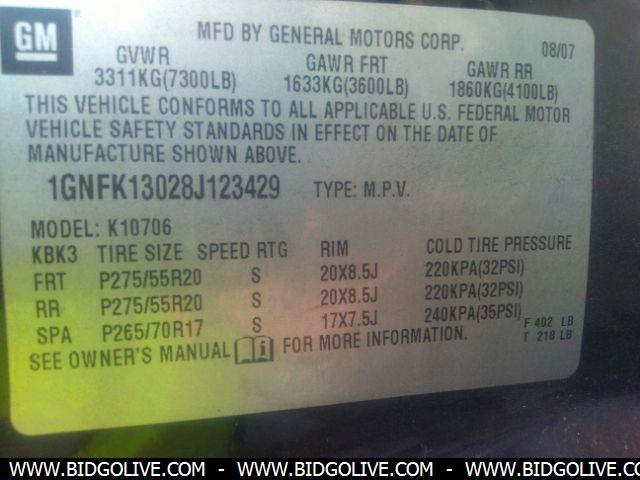 GM
MFD BY GENERAL MOTORS CORP.
08/07
GVWR GAWR FRT GAWR RR
3311KG(7300LB) 1633KG(3600LB) 1860KG(4100LB)
THIS VEHICLE CONFORMS TO ALL APPLICABLE U.S. FEDERAL MOTOR
VEHICLE SAFETY STANDARDS IN EFFECT ON THE DATE OF
MANUFACTURE SHOWN ABOVE.
1GNFK13028J123429 TYPE: M.P.V.
MODEL: K10706
KBK3 TIRE SIZE SPEED RTG RIM COLD TIRE PRESSURE
FRT P275/55R20 S 20X8.5J 220KPA(32PSI)
RR P275/55R20 S 20X8.5J 220KPA(32PSI)
SPA P265/70R17 S 17X7.5J 240KPA(35PSI) F 402 LB
T 218 LB
SEE OWNER'S MANUAL i FOR MORE INFORMATION.
WWW.BIDGOLIVE.COM - WWW.BIDGOLIVE.COM - WWW.BIDGOLIVE.COM